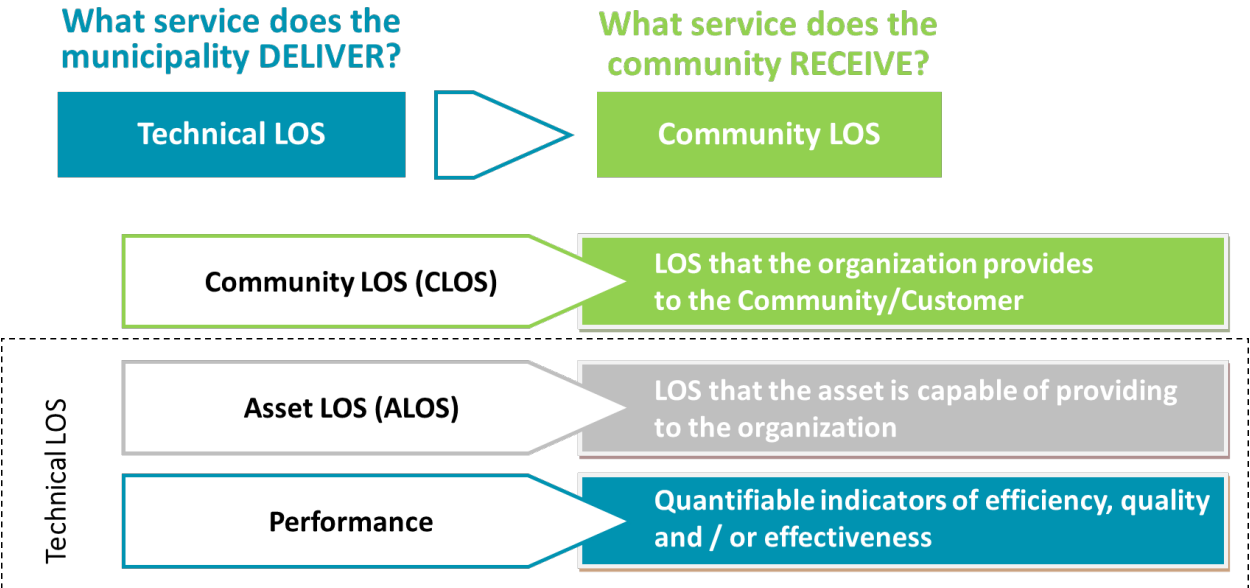 What service does the
municipality DELIVER?
What service does the
community RECEIVE?
Technical LOS
Community LOS
Community LOS (CLOS)
LOS that the organization provides
to the Community/Customer
Technical LOS
Asset LOS (ALOS)
LOS that the asset is capable of providing
to the organization
Performance
Quantifiable indicators of efficiency, quality
and / or effectiveness